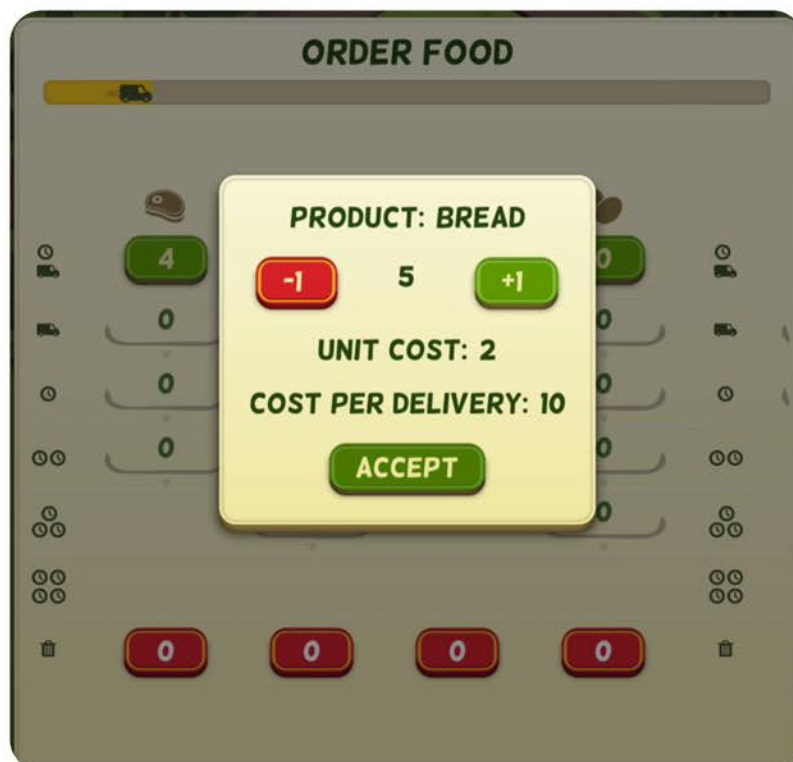 ORDER FOOD
PRODUCT: BREAD
4 -1 5 +1 0
0 0
UNIT COST: 2
0 0
COST PER DELIVERY: 10
0 ACCEPT 0
0
0 0 0 0